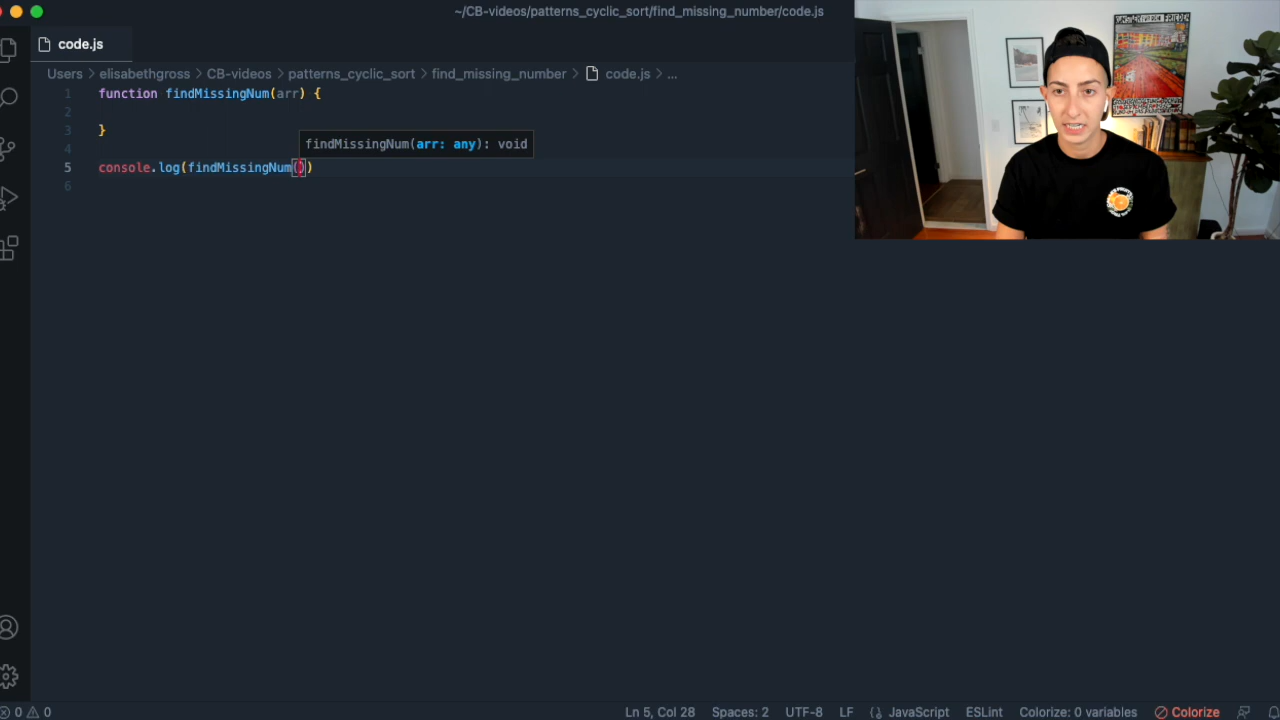 ~/CB-videos/patterns_cyclic_sort/find_missing_number/code.js
code.js
Users > elisabethgross > CB-videos > patterns_cyclic_sort > find_missing_number > code.js > ...
1 function findMissingNum(arr) {
2
3 }
4
findMissingNum(arr: any): void
5 console.log(findMissingNum())
6
0 0 Ln 5, Col 28 Spaces: 2 UTF-8 LF JavaScript ESLint Colorize: 0 variables Colorize